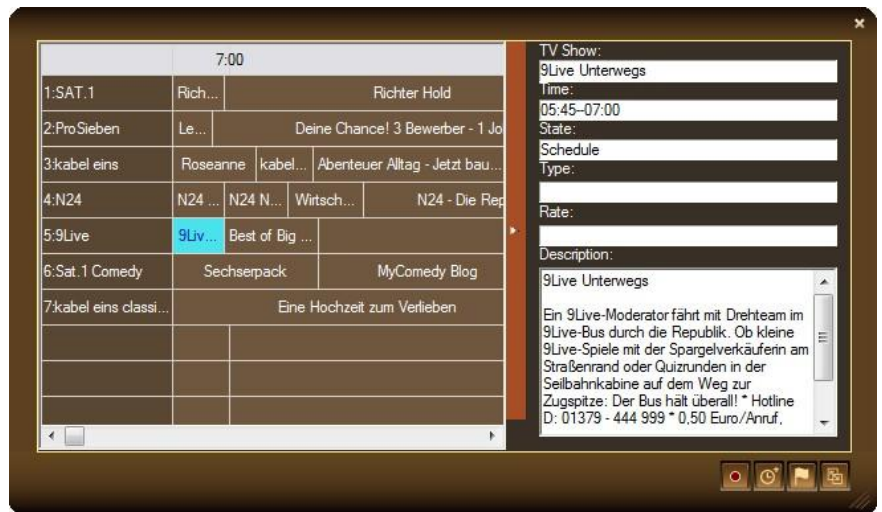 7:00
1:SAT.1 Rich... Richter Hold
2:ProSieben Le... Deine Chance! 3 Bewerber - 1 Jo
3:kabel eins Roseanne kabel... Abenteuer Alltag - Jetzt bau...
4:N24 N24 ... N24 N... Wirtsch... N24 - Die Rep
5:9Live 9Liv... Best of Big ...
6:Sat.1 Comedy Sechserpack MyComedy Blog
7:kabel eins classi... Eine Hochzeit zum Verlieben
TV Show:
9Live Unterwegs
Time:
05:45--07:00
State:
Schedule
Type:
Rate:
Description:
9Live Unterwegs
Ein 9Live-Moderator fährt mit Drehteam im
9Live-Bus durch die Republik. Ob kleine
9Live-Spiele mit der Spargelverkäuferin am
Straßenrand oder Quizrunden in der
Seilbahnkabine auf dem Weg zur
Zugspitze: Der Bus hält überall! * Hotline
D: 01379 - 444 999 * 0,50 Euro/Anruf,